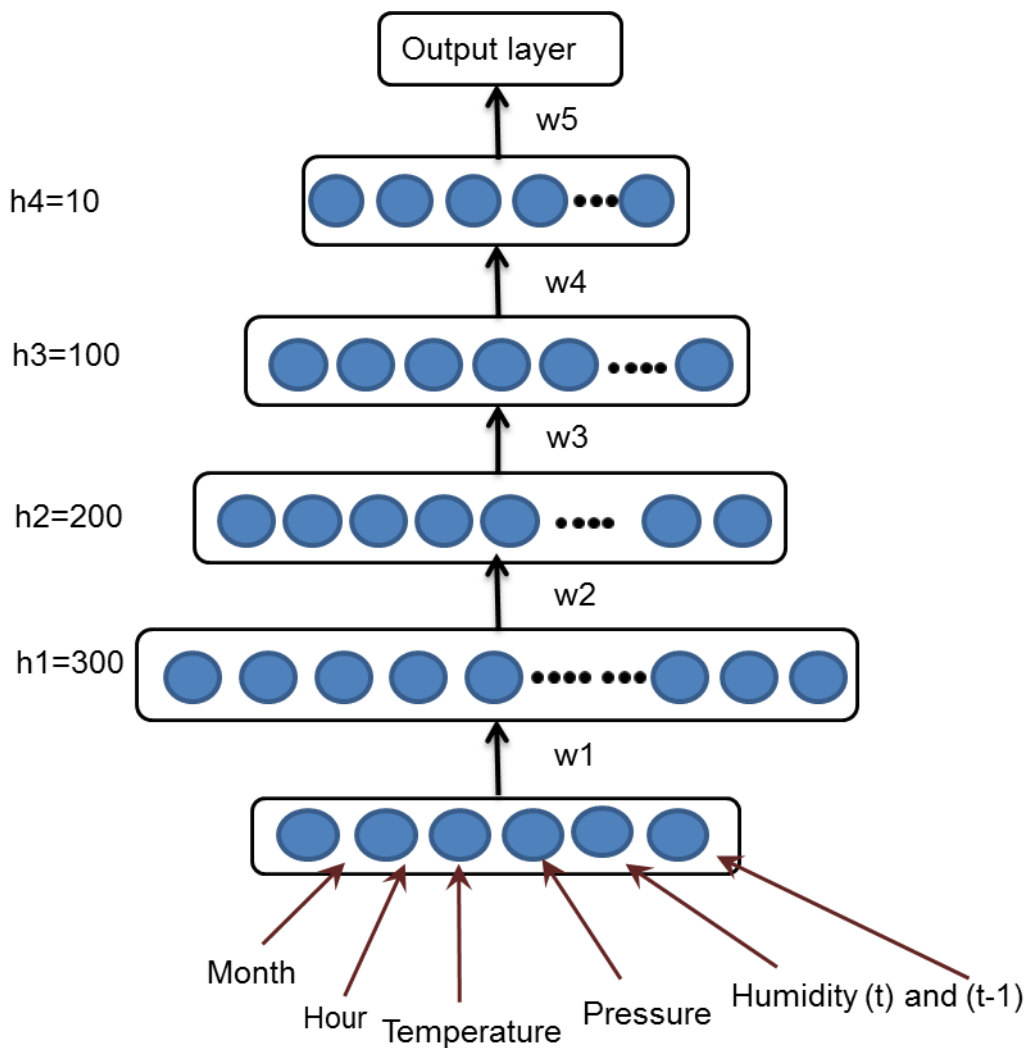 Output layer
w5
h4=10
w4
h3=100
w3
h2=200
w2
h1=300
w1
Month
Hour
Temperature
Pressure
Humidity (t) and (t-1)